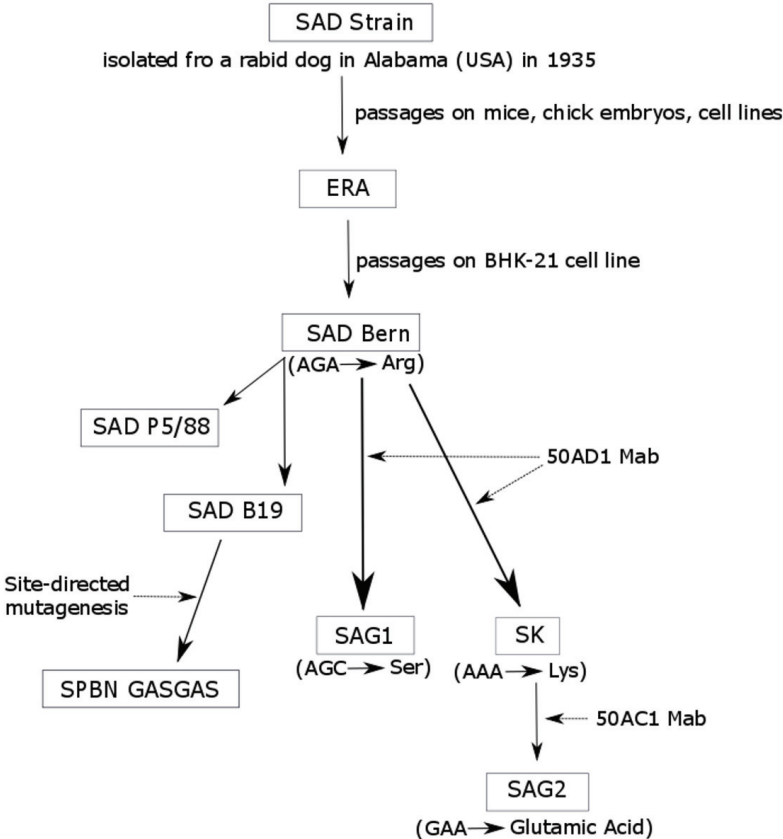 SAD Strain
isolated fro a rabid dog in Alabama (USA) in 1935
passages on mice, chick embryos, cell lines
ERA
passages on BHK-21 cell line
SAD Bern
(AGA → Arg)
SAD P5/88
50AD1 Mab
SAD B19
Site-directed
mutagenesis
SAG1
(AGC → Ser)
SK
(AAA → Lys)
SPBN GASGAS
50AC1 Mab
SAG2
(GAA → Glutamic Acid)